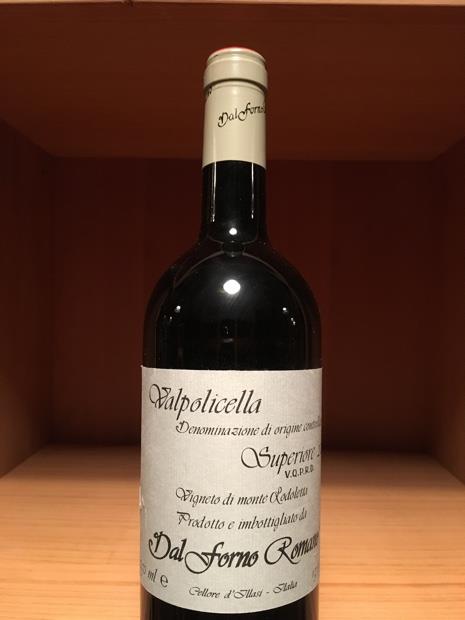 Dal Forno
Valpolicella
Denominazione di origine
Superiore 2
V.Q.P.R.D.
Vigneto di monte Lodoletta
Prodotto e imbottigliato da
Dal Forno Romano
ml e
Cellore d'Illasi - Italia